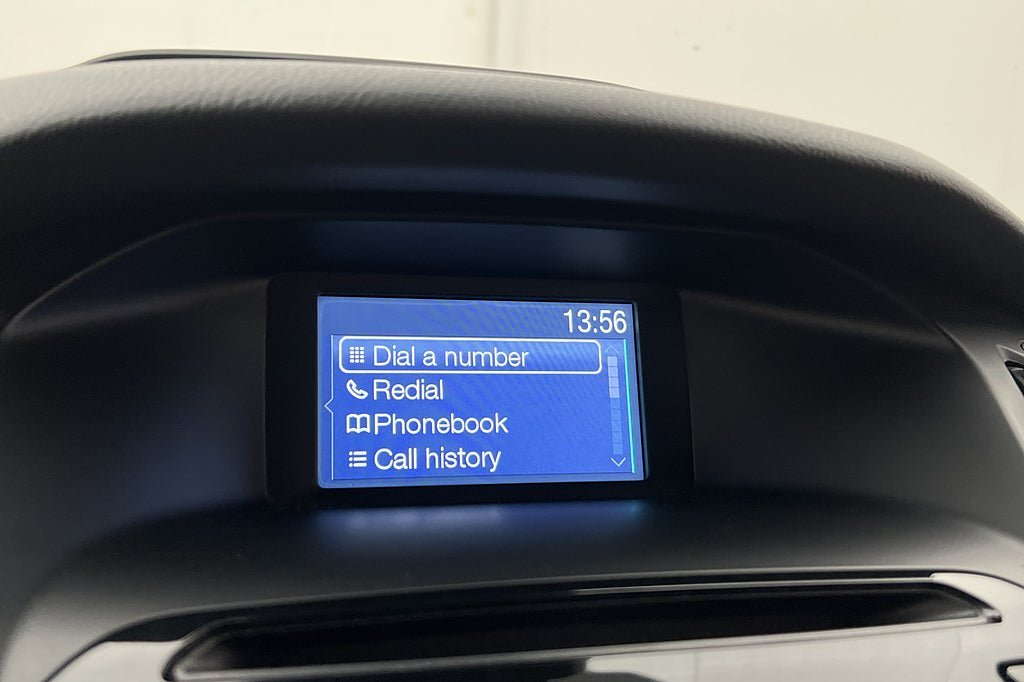 13:56
Dial a number
Redial
Phonebook
Call history